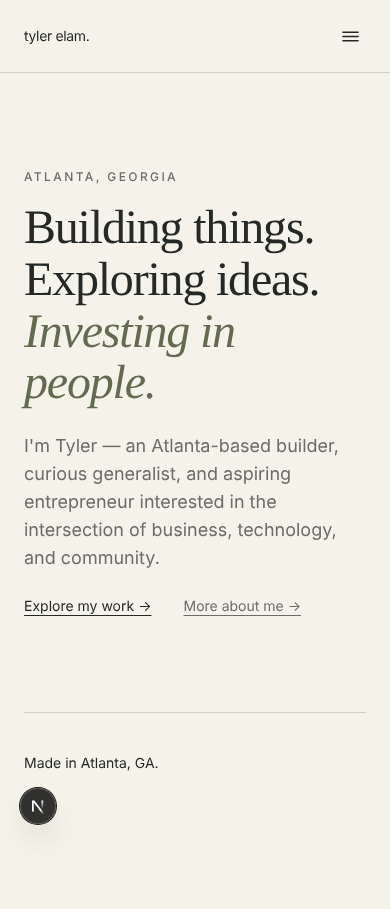 tyler elam.
ATLANTA, GEORGIA
Building things.
Exploring ideas.
Investing in
people.
I'm Tyler — an Atlanta-based builder,
curious generalist, and aspiring
entrepreneur interested in the
intersection of business, technology,
and community.
Explore my work → More about me →
Made in Atlanta, GA.
N